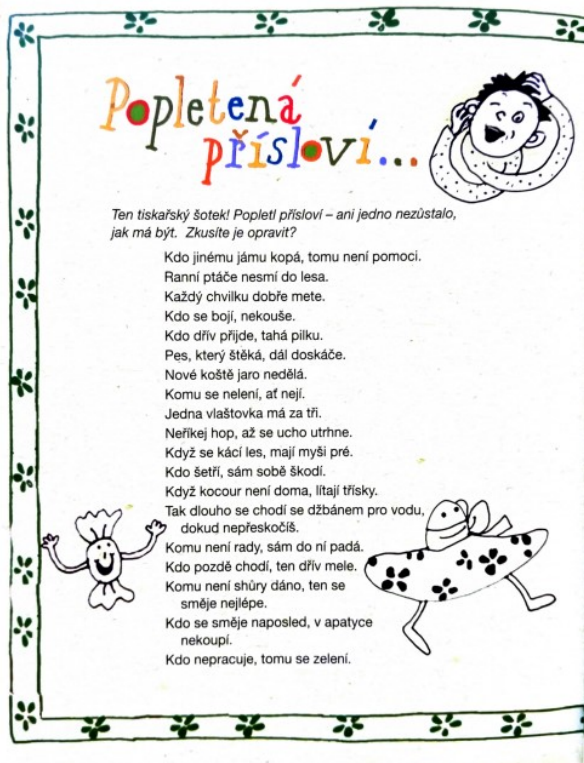 Popletená
přísloví...
Ten tiskařský šotek! Popletl přísloví – ani jedno nezůstalo,
jak má být. Zkusíte je opravit?
Kdo jinému jámu kopá, tomu není pomoci.
Ranní ptáče nesmí do lesa.
Každý chvilku dobře mete.
Kdo se bojí, nekouše.
Kdo dřív přijde, tahá pilku.
Pes, který štěká, dál doskáče.
Nové koště jaro nedělá.
Komu se nelení, ať nejí.
Jedna vlaštovka má za tři.
Neříkej hop, až se ucho utrhne.
Když se kácí les, mají myši pré.
Kdo šetří, sám sobě škodí.
Když kocour není doma, lítají třísky.
Tak dlouho se chodí se džbánem pro vodu,
dokud nepřeskočíš.
Komu není rady, sám do ní padá.
Kdo pozdě chodí, ten dřív mele.
Komu není shůry dáno, ten se
směje nejlépe.
Kdo se směje naposled, v apatyce
nekoupí.
Kdo nepracuje, tomu se zelení.